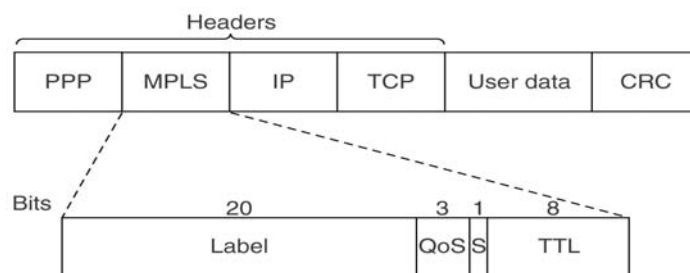 Headers
PPP MPLS IP TCP User data CRC
Bits 20 3 1 8
Label QoS S TTL